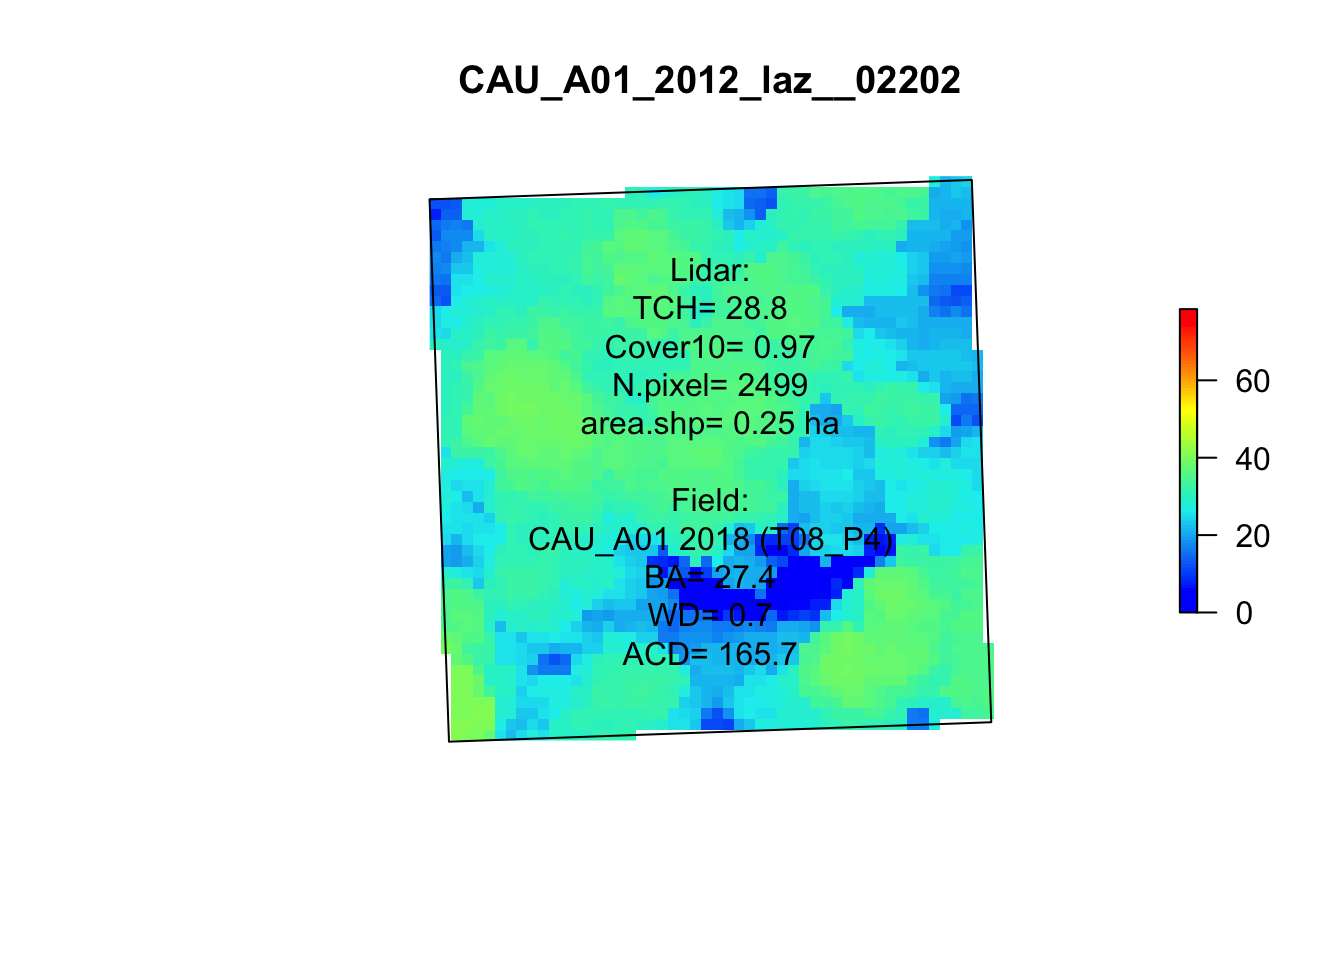 CAU_A01_2012_laz__02202
Lidar:
TCH= 28.8
Cover10= 0.97
N.pixel= 2499
area.shp= 0.25 ha
Field:
CAU_A01 2018 (T08_P4)
BA= 27.4
WD= 0.7
ACD= 165.7
60
40
20
0